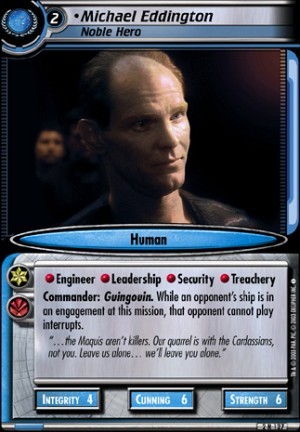 2
•Michael Eddington
Noble Hero
Human
Engineer Leadership Security Treachery
Commander: Guingouin. While an opponent's ship is in
an engagement at this mission, that opponent cannot play
interrupts.
"…the Maquis aren't killers. Our quarrel is with the Cardassians,
not you. Leave us alone… we'll leave you alone."
INTEGRITY 4 CUNNING 6 STRENGTH 6